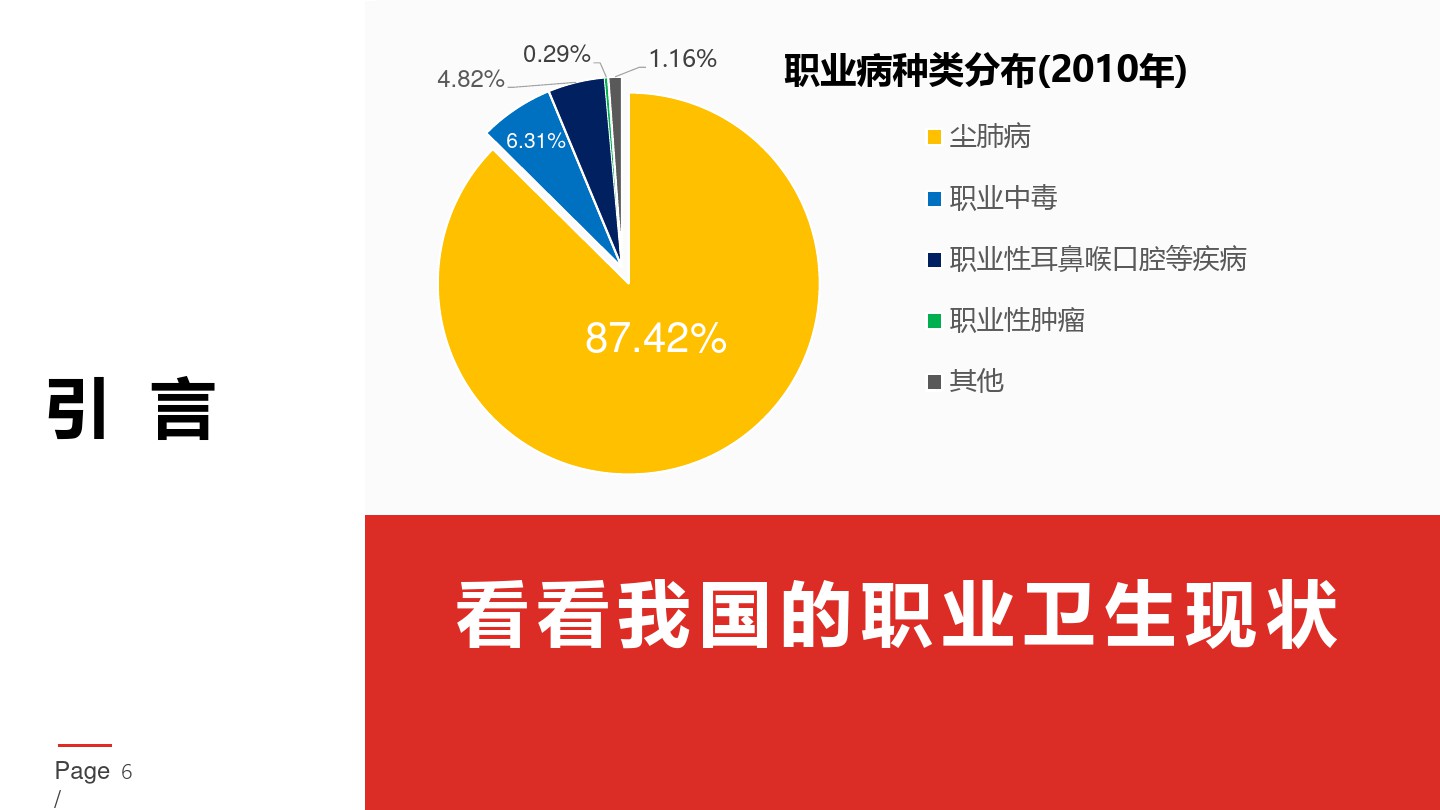 引 言
职业病种类分布(2010年)
0.29%
1.16%
4.82%
6.31%
87.42%
尘肺病
职业中毒
职业性耳鼻喉口腔等疾病
职业性肿瘤
其他
看看我国的职业卫生现状
Page 6
/